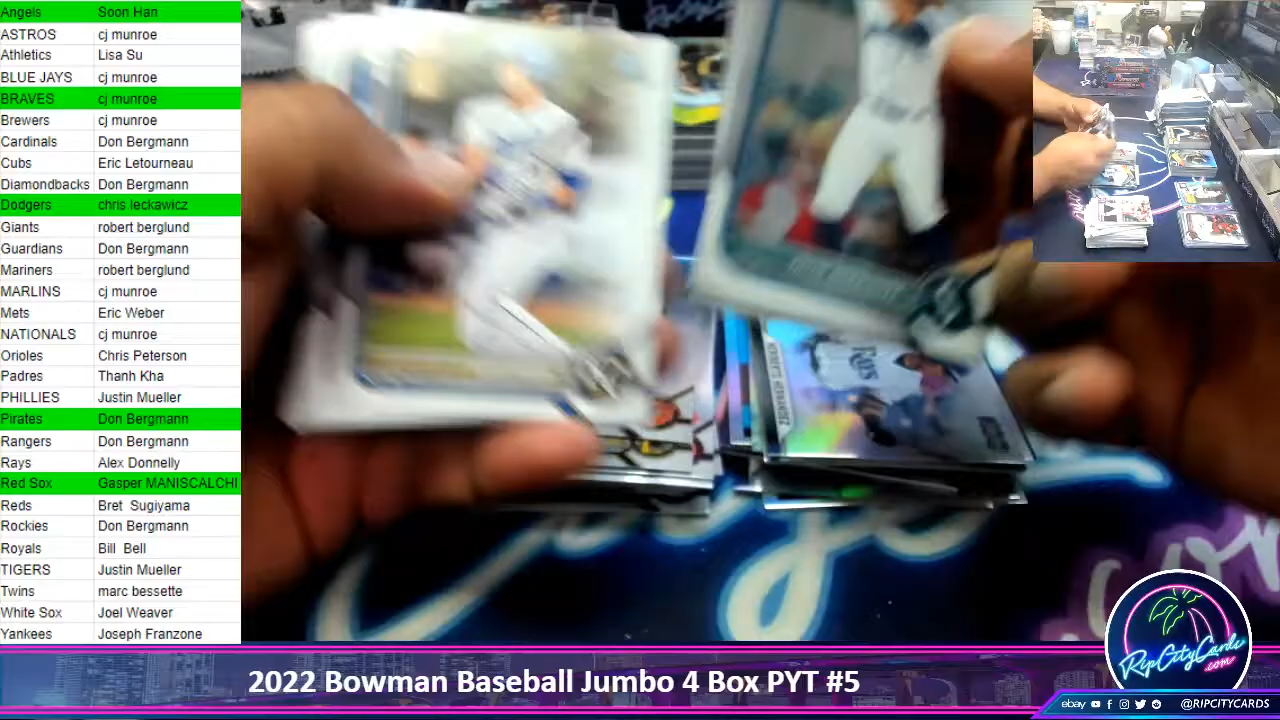 Angels Soon Han
ASTROS cj munroe
Athletics Lisa Su
BLUE JAYS cj munroe
BRAVES cj munroe
Brewers cj munroe
Cardinals Don Bergmann
Cubs Eric Letourneau
Diamondbacks Don Bergmann
Dodgers chris leckawicz
Giants robert berglund
Guardians Don Bergmann
Mariners robert berglund
MARLINS cj munroe
Mets Eric Weber
NATIONALS cj munroe
Orioles Chris Peterson
Padres Thanh Kha
PHILLIES Justin Mueller
Pirates Don Bergmann
Rangers Don Bergmann
Rays Alex Donnelly
Red Sox Gasper MANISCALCHI
Reds Bret Sugiyama
Rockies Don Bergmann
Royals Bill Bell
TIGERS Justin Mueller
Twins marc bessette
White Sox Joel Weaver
Yankees Joseph Franzone
RAYS
RipCityCards
.com
2022 Bowman Baseball Jumbo 4 Box PYT #5
ebay @RIPCITYCARDS